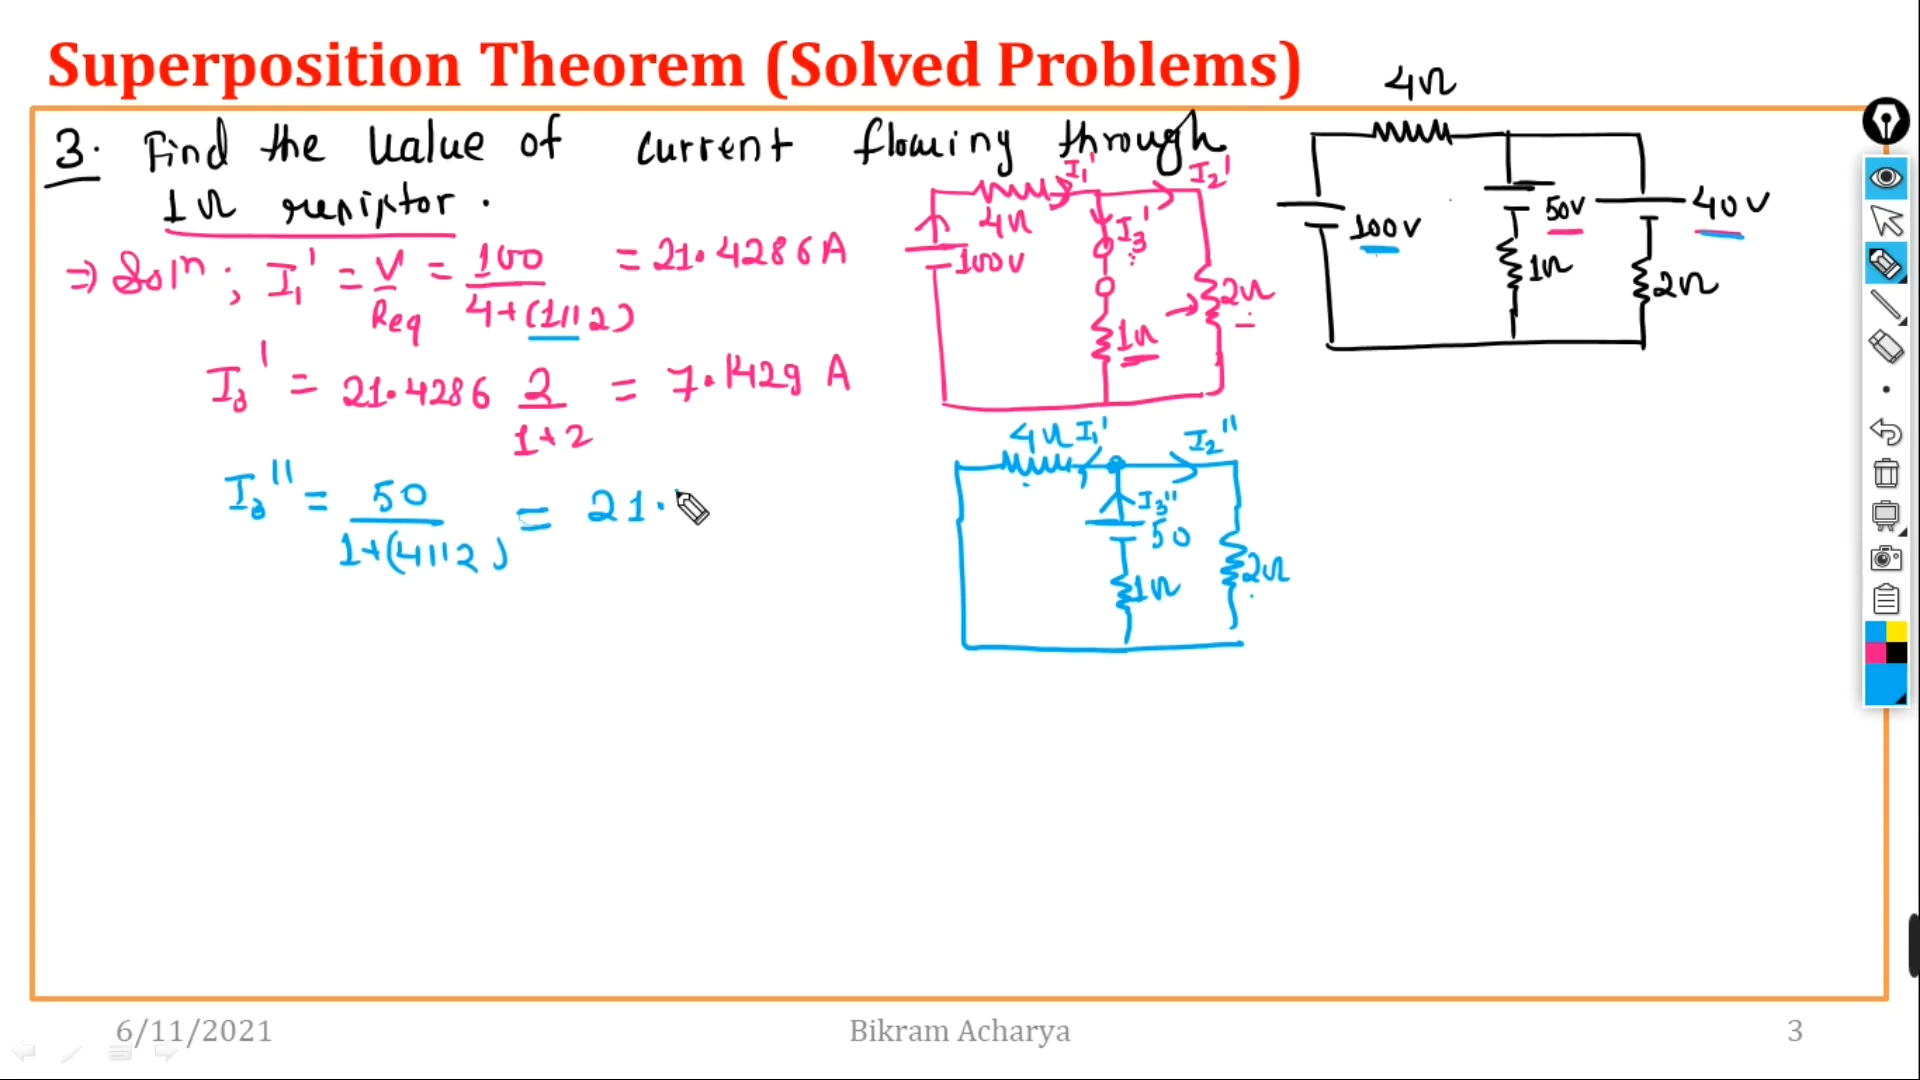 Superposition Theorem (Solved Problems)
3. Find the value of current flowing through
1Ω resistor.
⇒ Solⁿ; I₁' = V/Req = 100/4+(1||2) = 21.4286 A
I₃' = 21.4286 2/1+2 = 7.1429 A
I₃'' = 50/1+(4||2) = 21.
I₁' I₂'
4Ω
I₃'
100V
2Ω
1Ω
4Ω I₁' I₂''
I₃''
50
1Ω
2Ω
4Ω
100V
50V
40V
1Ω
2Ω
6/11/2021
Bikram Acharya
3